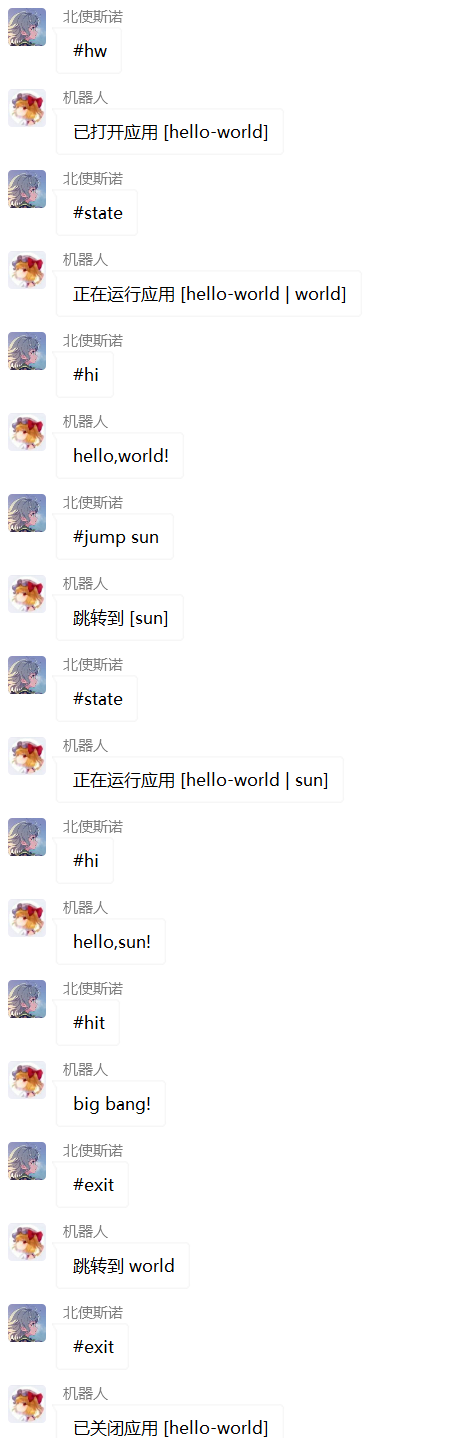 北使斯诺
#hw
机器人
已打开应用 [hello-world]
北使斯诺
#state
机器人
正在运行应用 [hello-world | world]
北使斯诺
#hi
机器人
hello,world!
北使斯诺
#jump sun
机器人
跳转到 [sun]
北使斯诺
#state
机器人
正在运行应用 [hello-world | sun]
北使斯诺
#hi
机器人
hello,sun!
北使斯诺
#hit
机器人
big bang!
北使斯诺
#exit
机器人
跳转到 world
北使斯诺
#exit
机器人
已关闭应用 [hello-world]